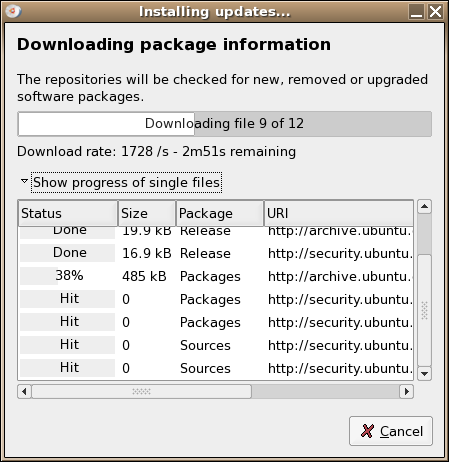 Installing updates...
Downloading package information
The repositories will be checked for new, removed or upgraded
software packages.
Downloading file 9 of 12
Download rate: 1728 /s - 2m51s remaining
Show progress of single files
Status Size Package URI
Done 19.9 kB Release http://archive.ubuntu.
Done 16.9 kB Release http://security.ubuntu.
38% 485 kB Packages http://archive.ubuntu.
Hit 0 Packages http://security.ubuntu.
Hit 0 Packages http://security.ubuntu.
Hit 0 Sources http://security.ubuntu.
Hit 0 Sources http://security.ubuntu.
Cancel